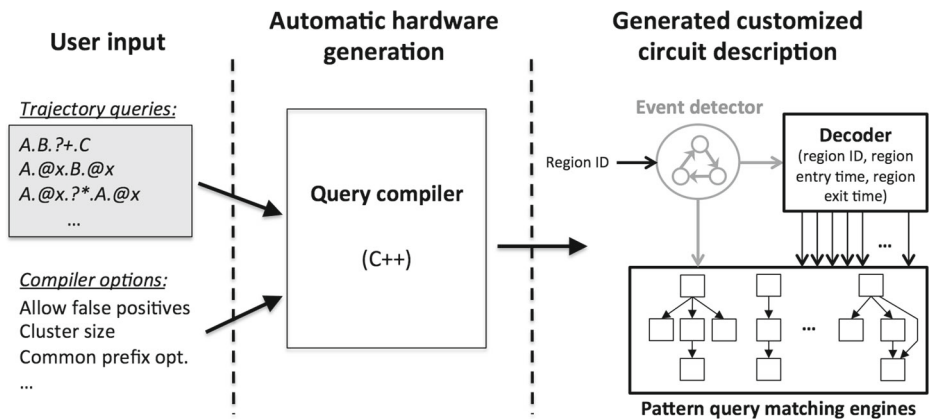 User input
Automatic hardware
generation
Generated customized
circuit description
Trajectory queries:
A.B.?+.C
A.@x.B.@x
A.@x.?*.A.@x
...
Compiler options:
Allow false positives
Cluster size
Common prefix opt.
...
Query compiler
(C++)
Event detector
Region ID
Decoder
(region ID, region
entry time, region
exit time)
...
...
Pattern query matching engines